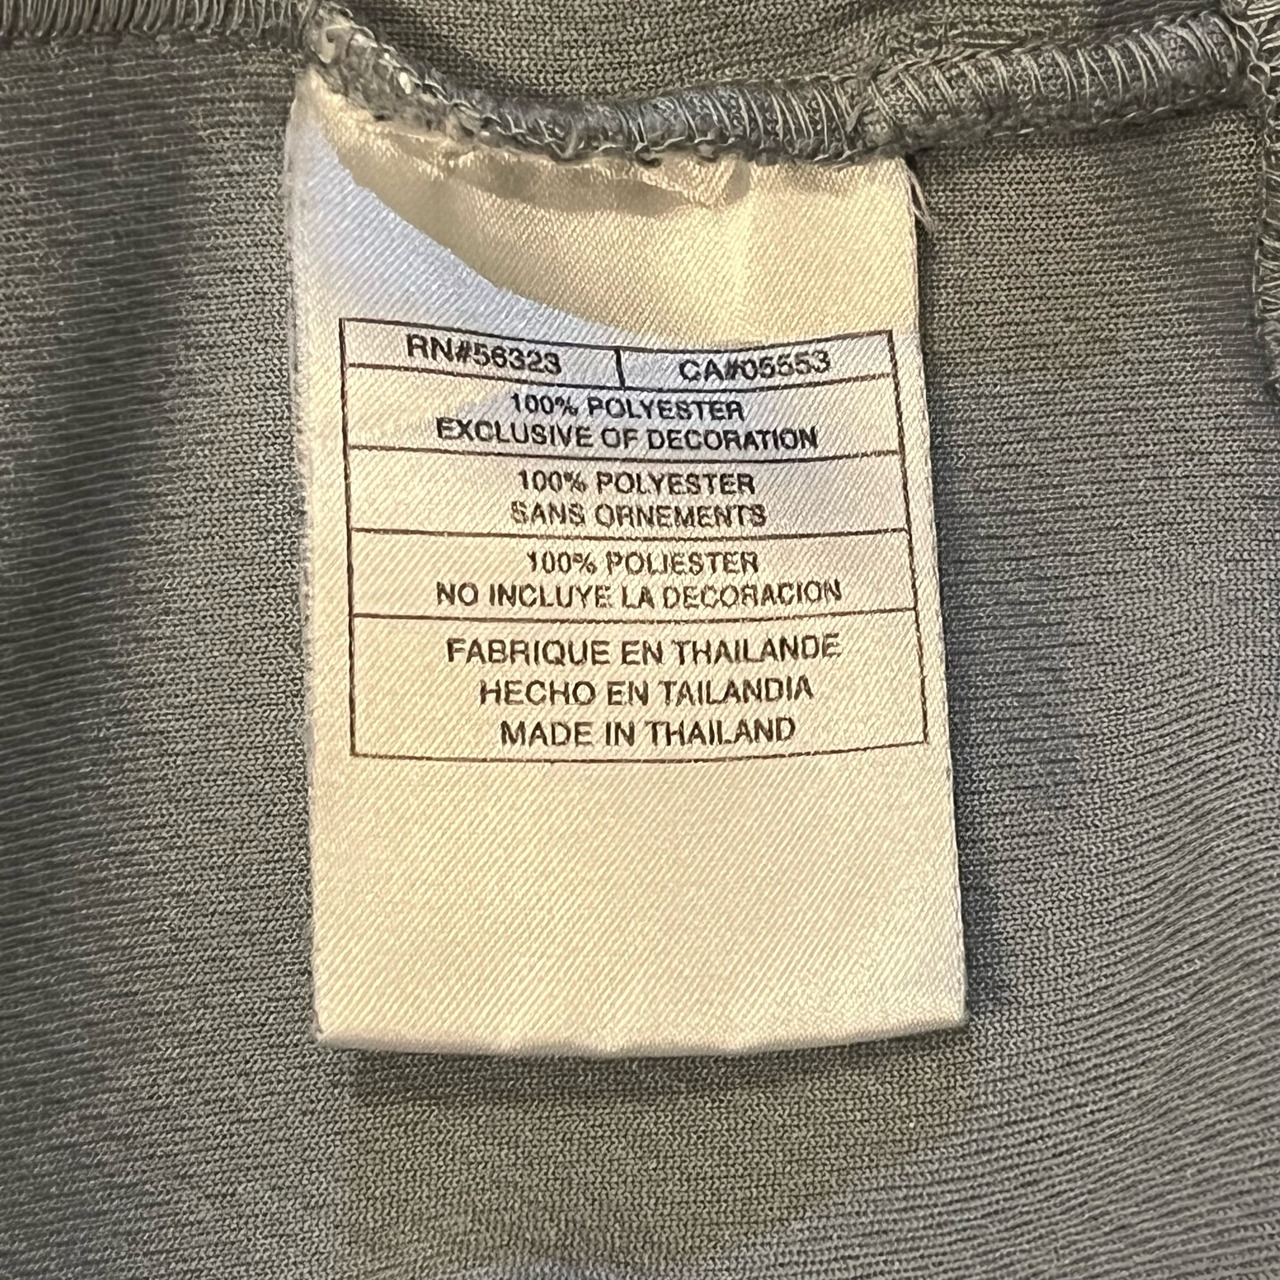 RN#56323 CA#05553
100% POLYESTER
EXCLUSIVE OF DECORATION
100% POLYESTER
SANS ORNEMENTS
100% POLIESTER
NO INCLUYE LA DECORACION
FABRIQUE EN THAILANDE
HECHO EN TAILANDIA
MADE IN THAILAND